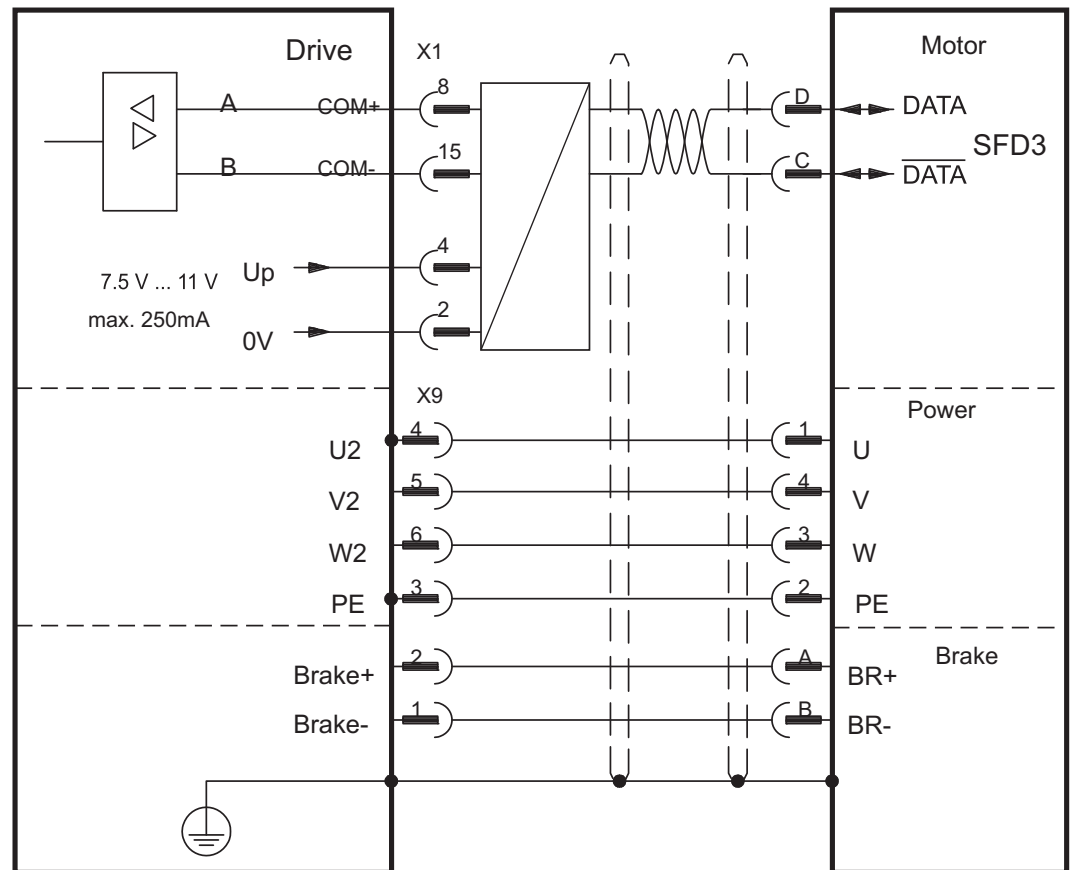 Drive X1 Motor
8 D
A COM+ DATA
SFD3
15 C
B COM- DATA
4
7.5 V ... 11 V Up
max. 250mA
2
0V
X9 Power
4 1
U2 U
5 4
V2 V
6 3
W2 W
3 2
PE PE
2 A Brake
Brake+ BR+
1 B
Brake- BR-